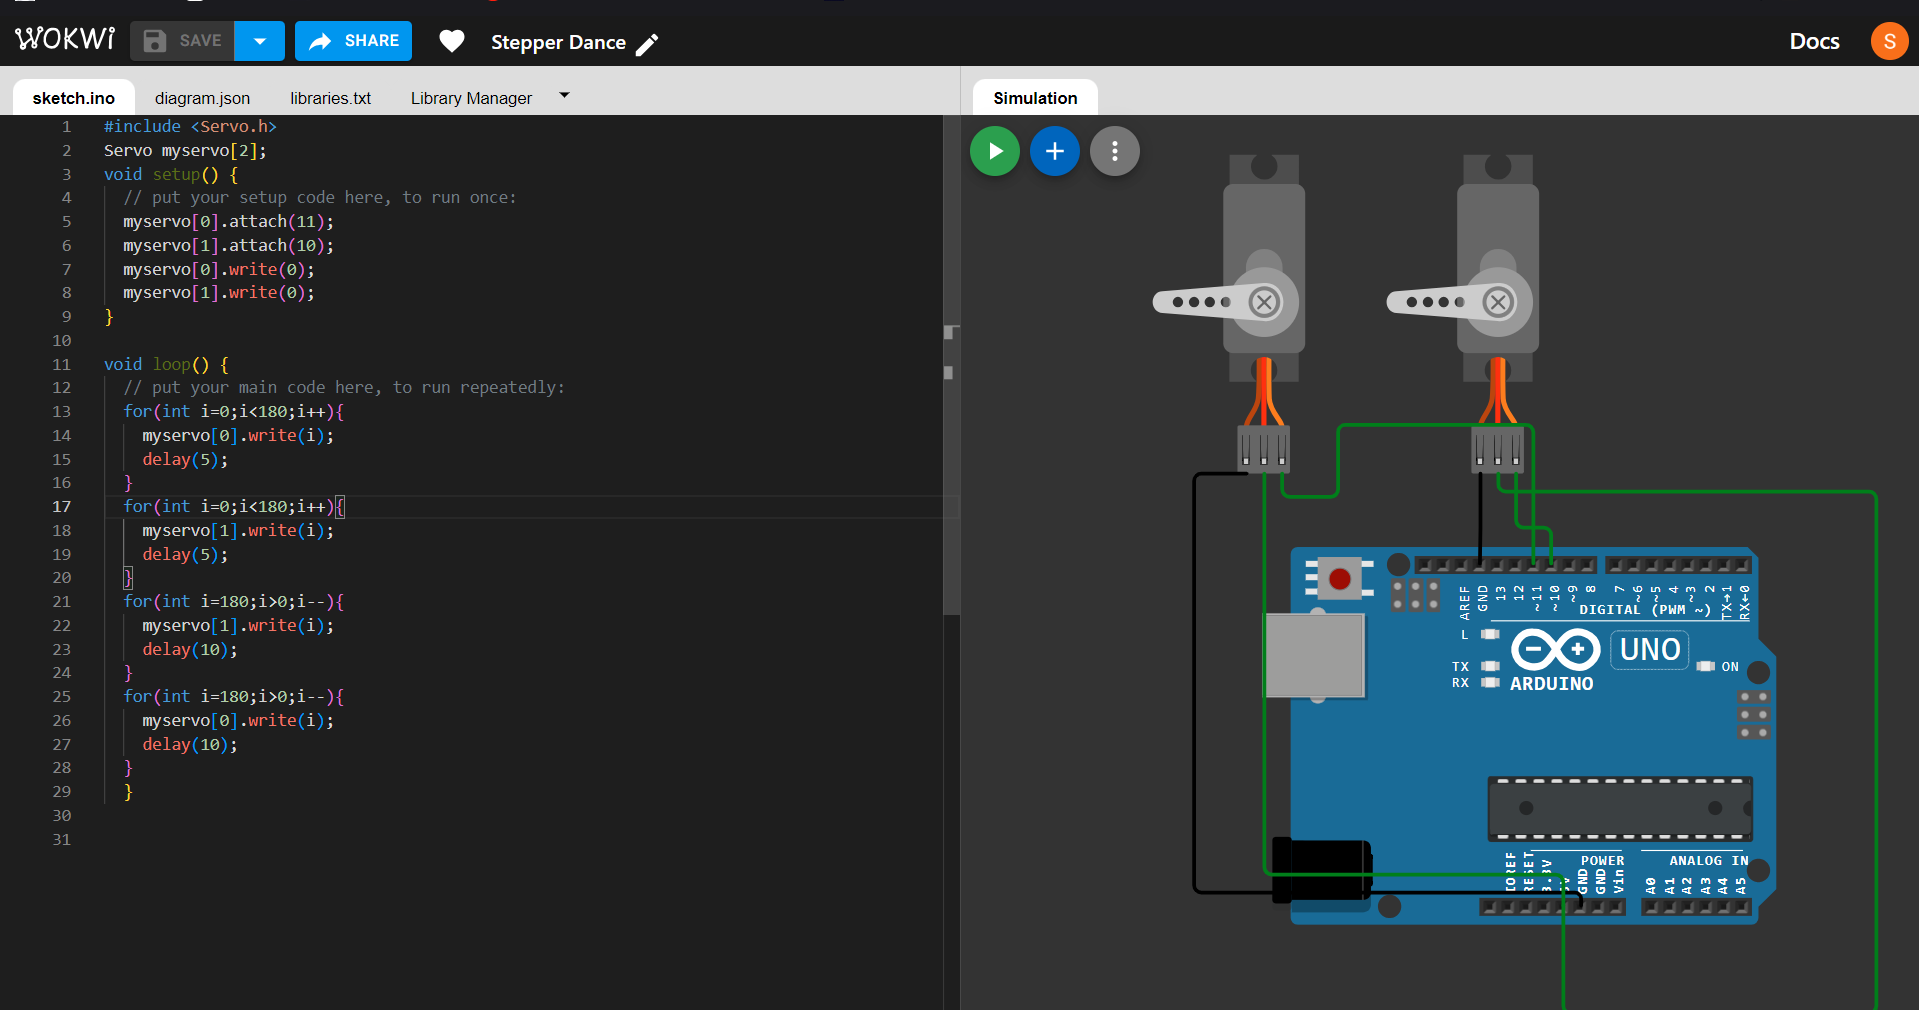 WOKWi SAVE SHARE Stepper Dance Docs S
sketch.ino diagram.json libraries.txt Library Manager
Simulation
1 #include <Servo.h>
2 Servo myservo[2];
3 void setup() {
4 // put your setup code here, to run once:
5 myservo[0].attach(11);
6 myservo[1].attach(10);
7 myservo[0].write(0);
8 myservo[1].write(0);
9 }
10
11 void loop() {
12 // put your main code here, to run repeatedly:
13 for(int i=0;i<180;i++){
14 myservo[0].write(i);
15 delay(5);
16 }
17 for(int i=0;i<180;i++){
18 myservo[1].write(i);
19 delay(5);
20 }
21 for(int i=180;i>0;i--){
22 myservo[1].write(i);
23 delay(10);
24 }
25 for(int i=180;i>0;i--){
26 myservo[0].write(i);
27 delay(10);
28 }
29 }
30
31
AREF GND 13 12 ~11 ~10 ~9 8 7 ~6 ~5 4 ~3 2 TX→1 RX←0
DIGITAL (PWM ~)
L
TX
RX
UNO
ON
ARDUINO
POWER
ANALOG IN
IOREF RESET 3.3V 5V GND GND Vin A0 A1 A2 A3 A4 A5